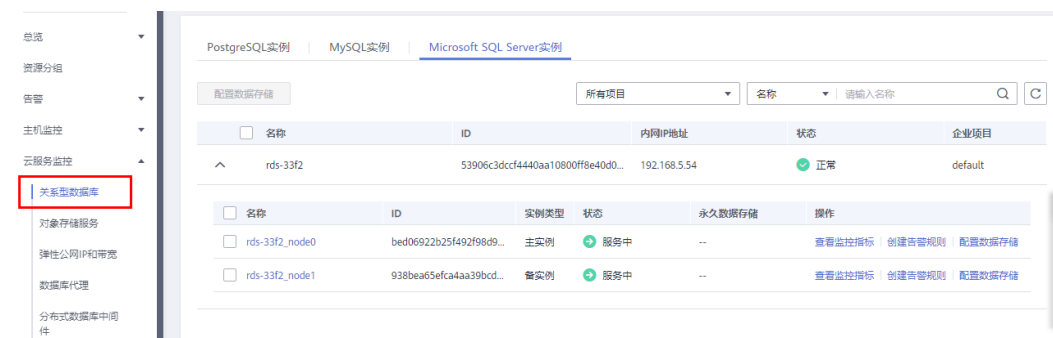 总览
资源分组
告警
主机监控
云服务监控
关系型数据库
对象存储服务
弹性公网IP和带宽
数据库代理
分布式数据库中间
件
PostgreSQL实例 MySQL实例 Microsoft SQL Server实例
配置数据存储 所有项目 名称 请输入名称
名称 ID 内网IP地址 状态 企业项目
rds-33f2 53906c3dccf4440aa10800ff8e40d0... 192.168.5.54 正常 default
名称 ID 实例类型 状态 永久数据存储 操作
rds-33f2_node0 bed06922b25f492f98d9... 主实例 服务中 -- 查看监控指标 创建告警规则 配置数据存储
rds-33f2_node1 938bea65efca4aa39bcd... 备实例 服务中 -- 查看监控指标 创建告警规则 配置数据存储